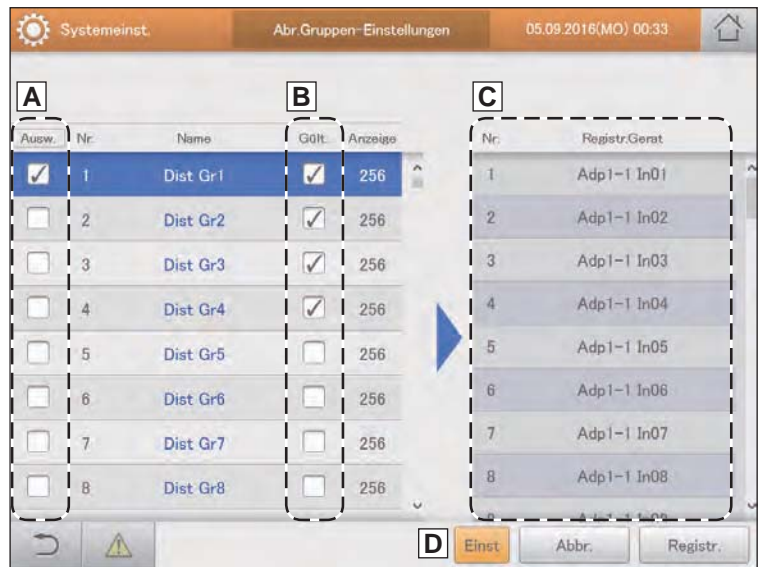 Systemeinst. Abr.Gruppen-Einstellungen 05.09.2016(MO) 00:33
A B C
Ausw. Nr. Name Gült. Anzeige Nr. Registr.Gerat
1 Dist Gr1 256 1 Adp1-1 In01
2 Dist Gr2 256 2 Adp1-1 In02
3 Dist Gr3 256 3 Adp1-1 In03
4 Dist Gr4 256 4 Adp1-1 In04
5 Dist Gr5 256 5 Adp1-1 In05
6 Dist Gr6 256 6 Adp1-1 In06
7 Dist Gr7 256 7 Adp1-1 In07
8 Dist Gr8 256 8 Adp1-1 In08
D Einst Abbr. Registr.